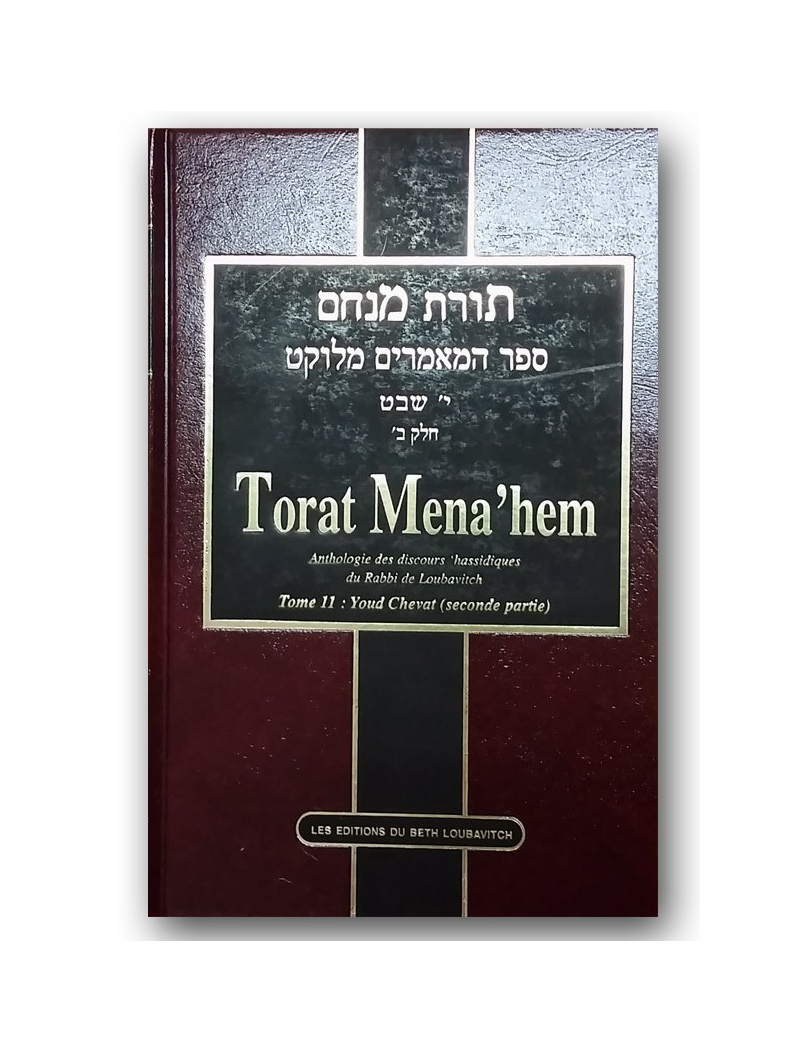 תורת מנחם
ספר המאמרים מלוקט
י׳ שבט
חלק ב׳
Torat Mena’hem
Anthologie des discours ‘hassidiques
du Rabbi de Loubavitch
Tome 11 : Youd Chevat (seconde partie)
LES EDITIONS DU BETH LOUBAVITCH